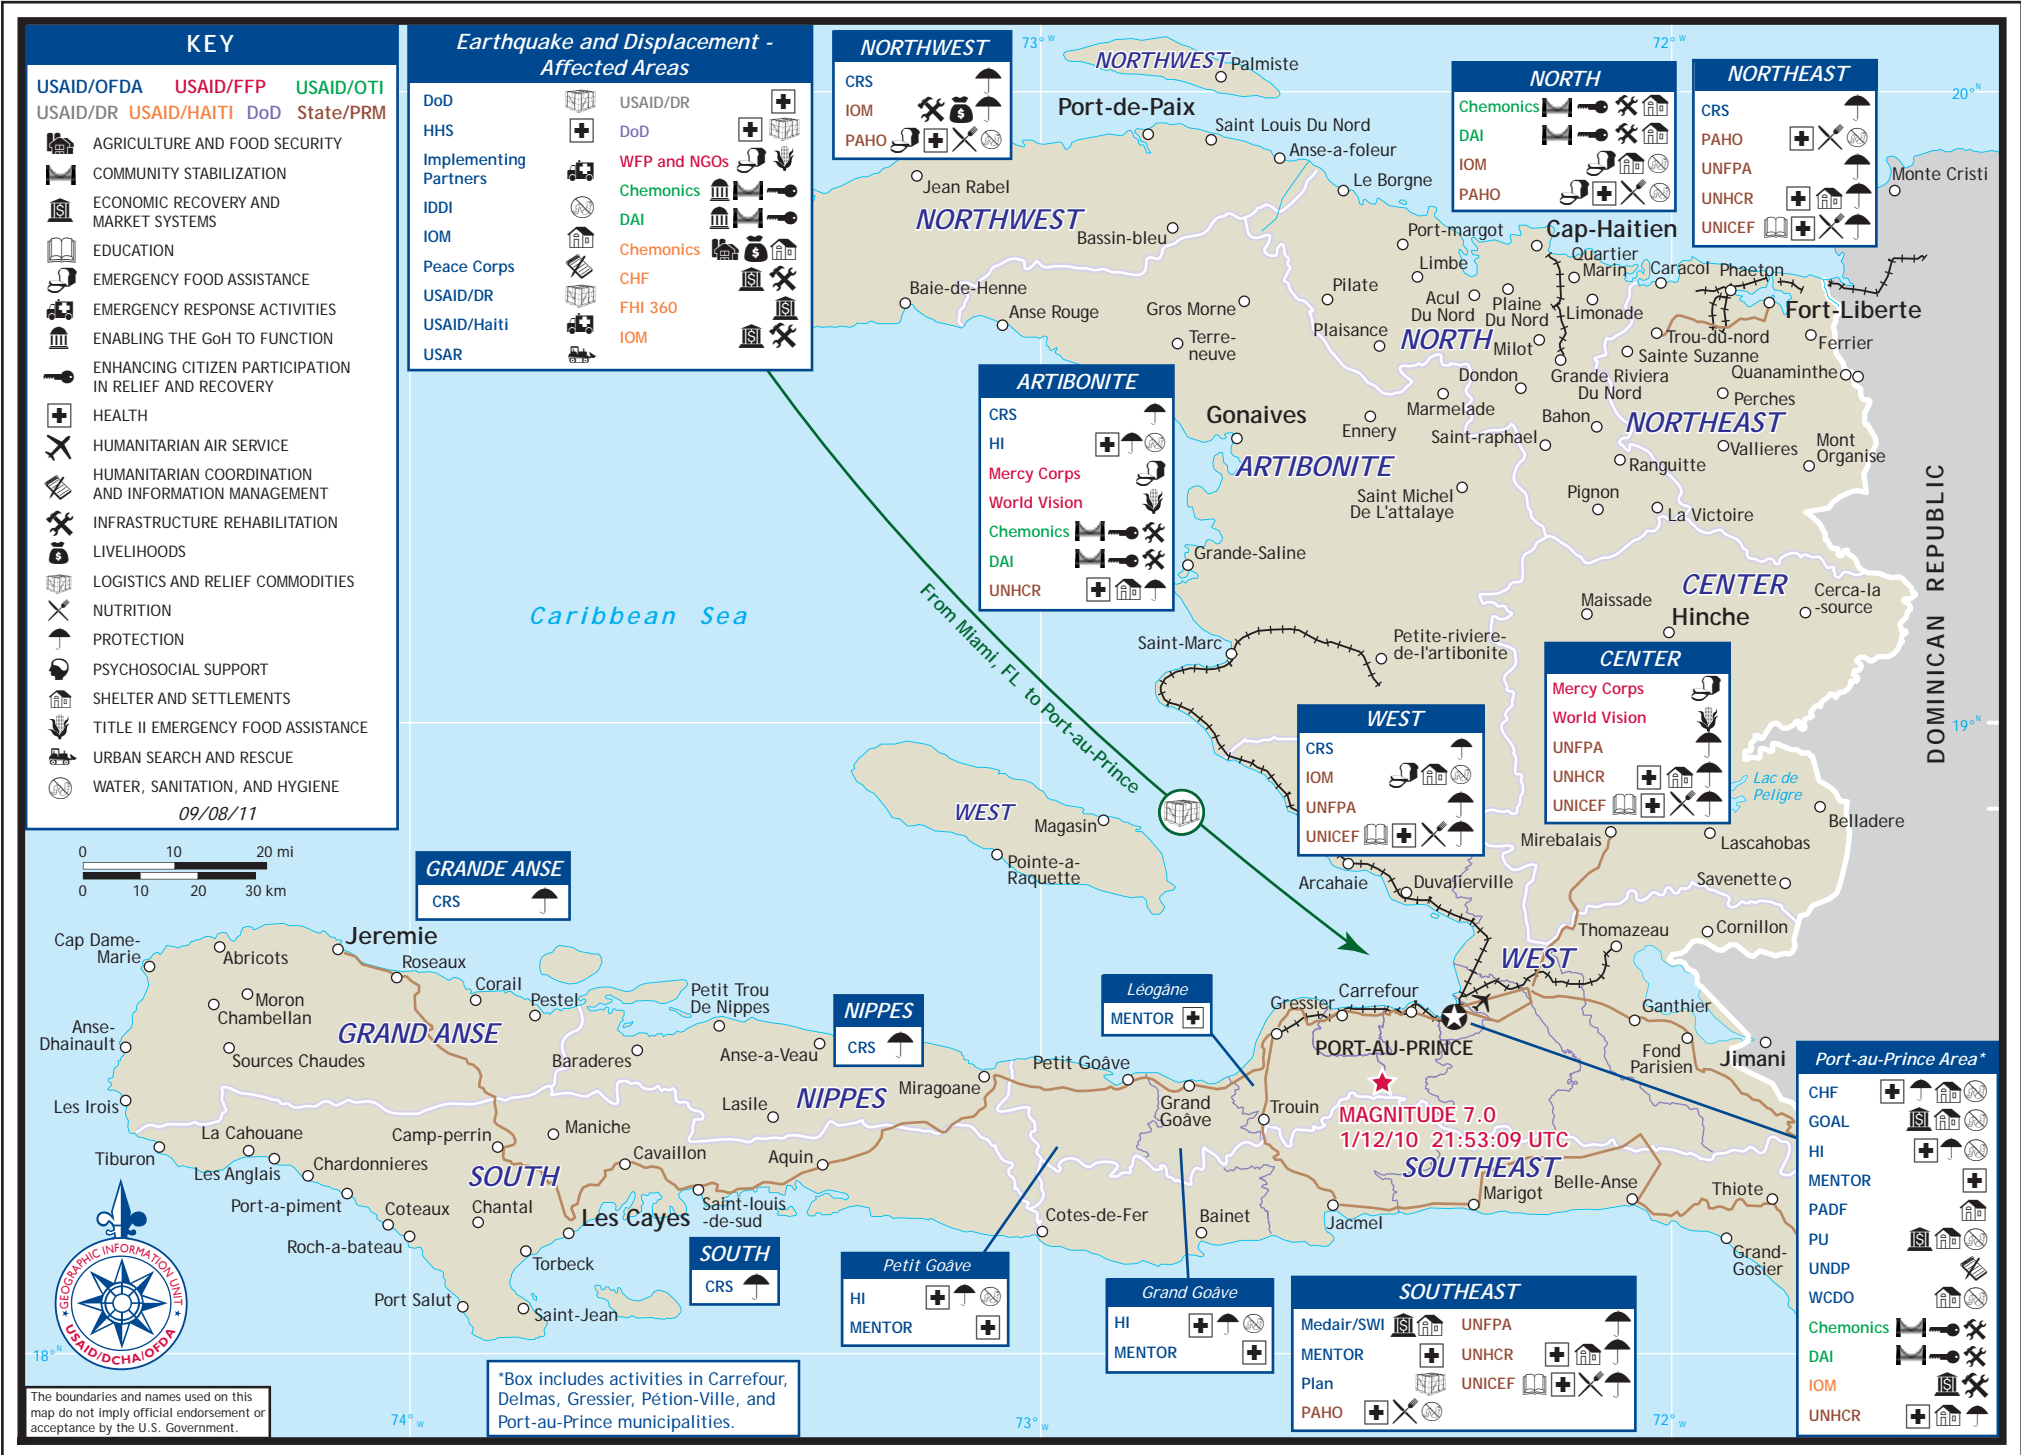 KEY
USAID/OFDA USAID/FFP USAID/OTI
USAID/DR USAID/HAITI DoD State/PRM
AGRICULTURE AND FOOD SECURITY
COMMUNITY STABILIZATION
ECONOMIC RECOVERY AND
MARKET SYSTEMS
EDUCATION
EMERGENCY FOOD ASSISTANCE
EMERGENCY RESPONSE ACTIVITIES
ENABLING THE GoH TO FUNCTION
ENHANCING CITIZEN PARTICIPATION
IN RELIEF AND RECOVERY
HEALTH
HUMANITARIAN AIR SERVICE
HUMANITARIAN COORDINATION
AND INFORMATION MANAGEMENT
INFRASTRUCTURE REHABILITATION
LIVELIHOODS
LOGISTICS AND RELIEF COMMODITIES
NUTRITION
PROTECTION
PSYCHOSOCIAL SUPPORT
SHELTER AND SETTLEMENTS
TITLE II EMERGENCY FOOD ASSISTANCE
URBAN SEARCH AND RESCUE
WATER, SANITATION, AND HYGIENE
09/08/11
0 10 20 mi
0 10 20 30 km
Earthquake and Displacement -
Affected Areas
DoD
HHS
Implementing
Partners
IDDI
IOM
Peace Corps
USAID/DR
USAID/Haiti
USAR
USAID/DR
DoD
WFP and NGOs
Chemonics
DAI
Chemonics
CHF
FHI 360
IOM
NORTHWEST
CRS
IOM
PAHO
73° W
72° W
20° N
NORTHWEST
Palmiste
Port-de-Paix
Saint Louis Du Nord
Anse-a-foleur
Le Borgne
Jean Rabel
NORTHWEST
Bassin-bleu
Baie-de-Henne
Anse Rouge
Gros Morne
Terre-
neuve
NORTH
Chemonics
DAI
IOM
PAHO
NORTHEAST
CRS
PAHO
UNFPA
UNHCR
UNICEF
Monte Cristi
Port-margot
Cap-Haitien
Quartier
Marin
Caracol
Phaeton
Limbe
Pilate
Acul
Du Nord
Plaine
Du Nord
Limonade
Fort-Liberte
Plaisance
NORTH
Milot
Trou-du-nord
Sainte Suzanne
Ferrier
Quanaminthe
Dondon
Grande Riviera
Du Nord
Perches
Marmelade
Bahon
NORTHEAST
Ennery
Saint-raphael
Vallieres
Mont
Organise
Ranguitte
Gonaives
ARTIBONITE
Saint Michel
De L'attalaye
Pignon
La Victoire
ARTIBONITE
CRS
HI
Mercy Corps
World Vision
Chemonics
DAI
UNHCR
Grande-Saline
Saint-Marc
Petite-riviere-
de-l'artibonite
CENTER
Maissade
Hinche
Cerca-la
-source
DOMINICAN REPUBLIC
CENTER
Mercy Corps
World Vision
UNFPA
UNHCR
UNICEF
19° N
Lac de
Peligre
Belladere
Mirebalais
Lascahobas
Savenette
Cornillon
WEST
CRS
IOM
UNFPA
UNICEF
Caribbean Sea
From Miami, FL to Port-au-Prince
WEST
Magasin
Pointe-a-
Raquette
Arcahaie
Duvalierville
Thomazeau
WEST
Ganthier
Fond
Parisien
Jimani
GRANDE ANSE
CRS
Cap Dame-
Marie
Abricots
Jeremie
Roseaux
Corail
Pestel
Petit Trou
De Nippes
Moron
Chambellan
Anse-
Dhainault
Sources Chaudes
GRAND ANSE
Baraderes
Anse-a-Veau
NIPPES
CRS
Miragoane
NIPPES
Lasile
Les Irois
Tiburon
La Cahouane
Les Anglais
Camp-perrin
Maniche
Cavaillon
Aquin
Chardonnieres
SOUTH
Port-a-piment
Coteaux
Chantal
Les Cayes
Saint-louis
-de-sud
Roch-a-bateau
Torbeck
Port Salut
Saint-Jean
SOUTH
CRS
Léogâne
MENTOR
Gressier
Carrefour
PORT-AU-PRINCE
Petit Goâve
Grand
Goâve
Trouin
MAGNITUDE 7.0
1/12/10 21:53:09 UTC
SOUTHEAST
Cotes-de-Fer
Bainet
Jacmel
Marigot
Belle-Anse
Thiote
Grand-
Gosier
Petit Goâve
HI
MENTOR
Grand Goâve
HI
MENTOR
SOUTHEAST
Medair/SWI
MENTOR
Plan
PAHO
UNFPA
UNHCR
UNICEF
Port-au-Prince Area*
CHF
GOAL
HI
MENTOR
PADF
PU
UNDP
WCDO
Chemonics
DAI
IOM
UNHCR
GEOGRAPHIC INFORMATION UNIT
USAID/DCHA/OFDA
18° N
74° W
73° W
72° W
*Box includes activities in Carrefour,
Delmas, Gressier, Pétion-Ville, and
Port-au-Prince municipalities.
The boundaries and names used on this
map do not imply official endorsement or
acceptance by the U.S. Government.